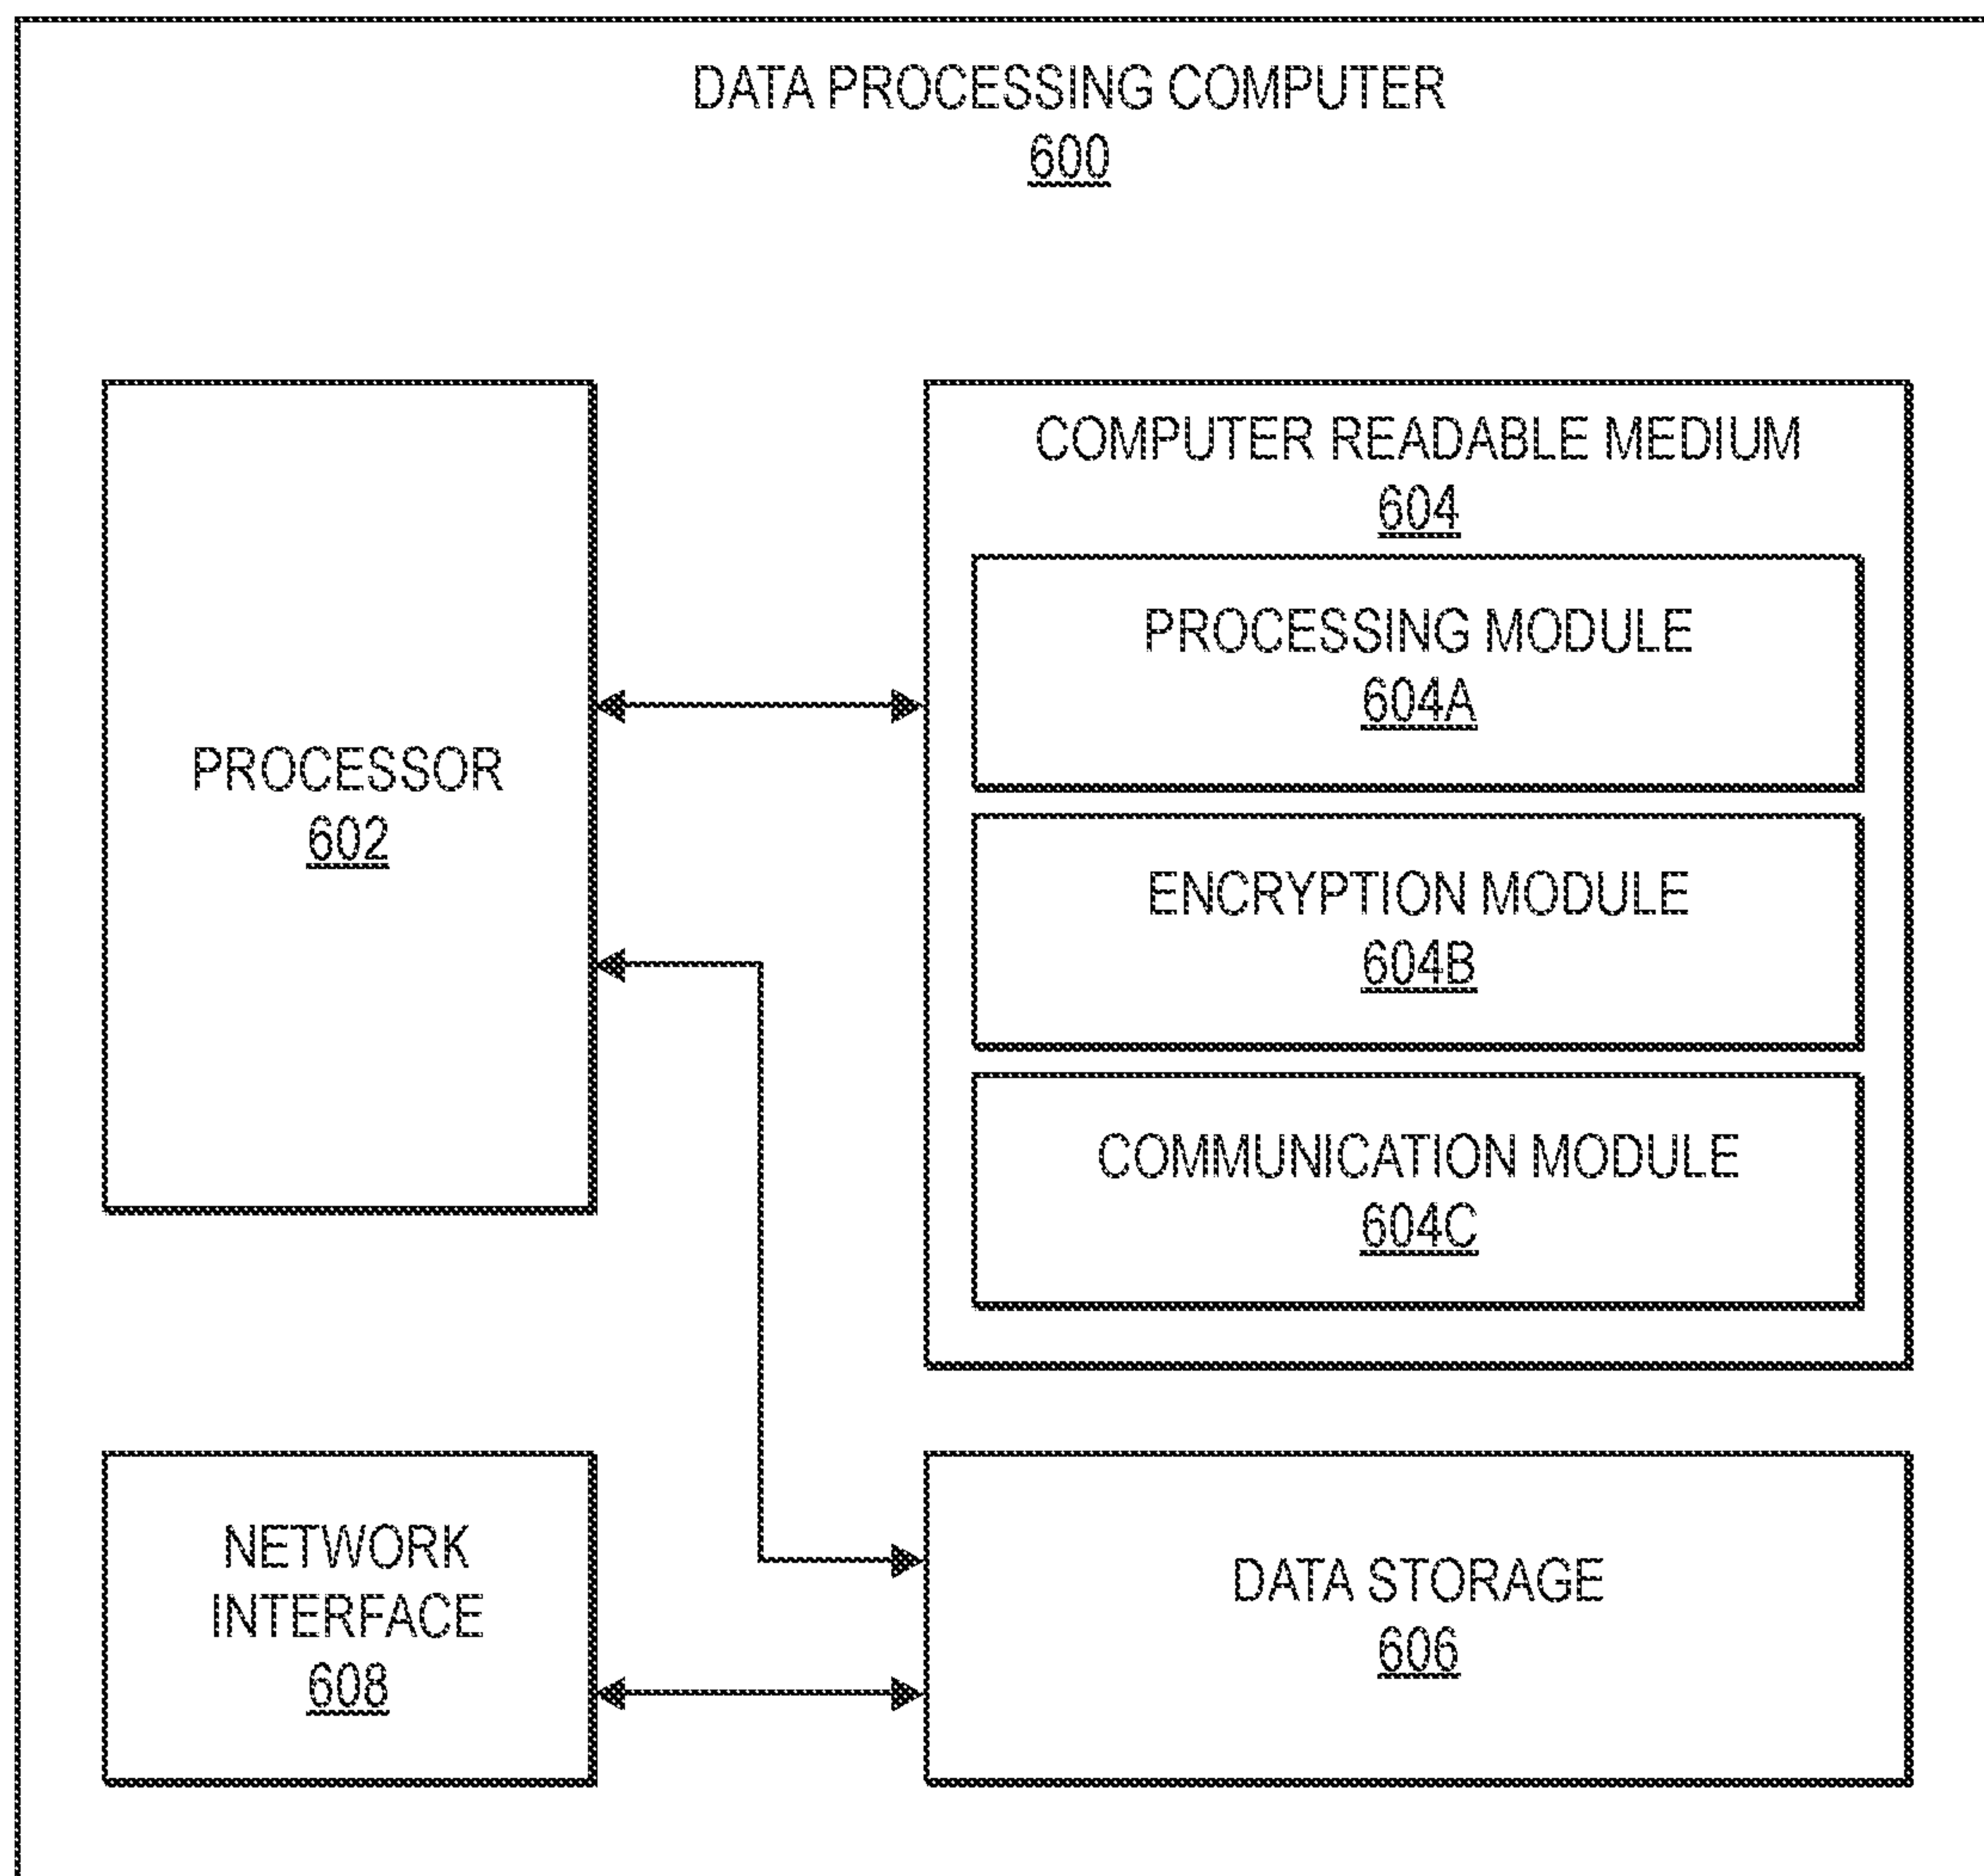 DATA PROCESSING COMPUTER
600
PROCESSOR
602
COMPUTER READABLE MEDIUM
604
PROCESSING MODULE
604A
ENCRYPTION MODULE
604B
COMMUNICATION MODULE
604C
NETWORK
INTERFACE
608
DATA STORAGE
606